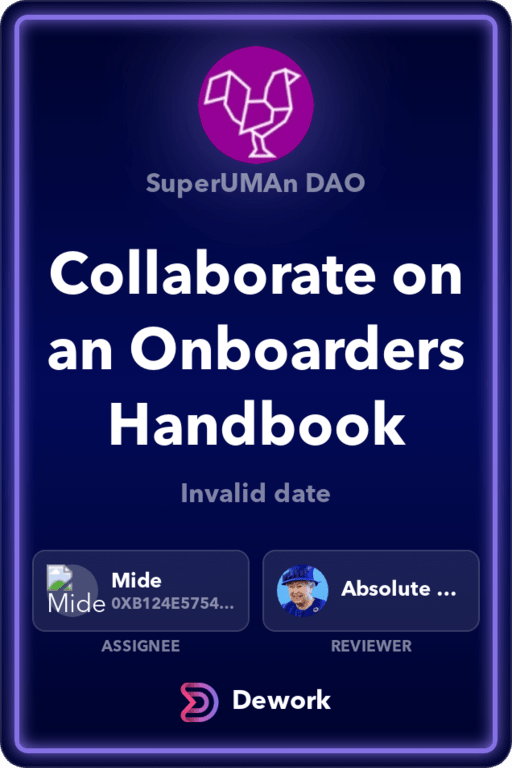 SuperUMAn DAO
Collaborate on
an Onboarders
Handbook
Invalid date
Mide
Mide
0XB124E5754...
ASSIGNEE
Absolute ...
REVIEWER
Dework